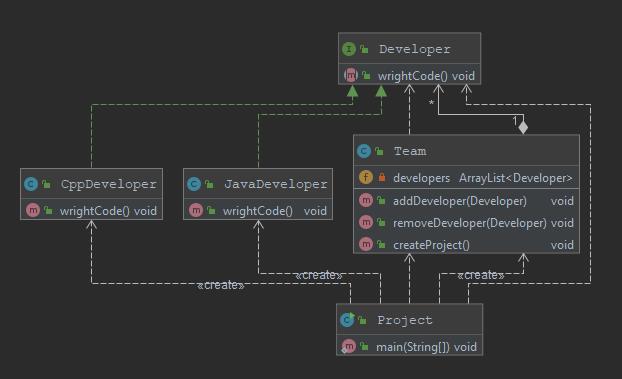 I Developer
m wrightCode() void
*
1
C Team
f developers ArrayList<Developer>
m addDeveloper(Developer) void
m removeDeveloper(Developer) void
m createProject() void
C CppDeveloper
m wrightCode() void
C JavaDeveloper
m wrightCode() void
«create»
«create»
«create»
C Project
m main(String[]) void